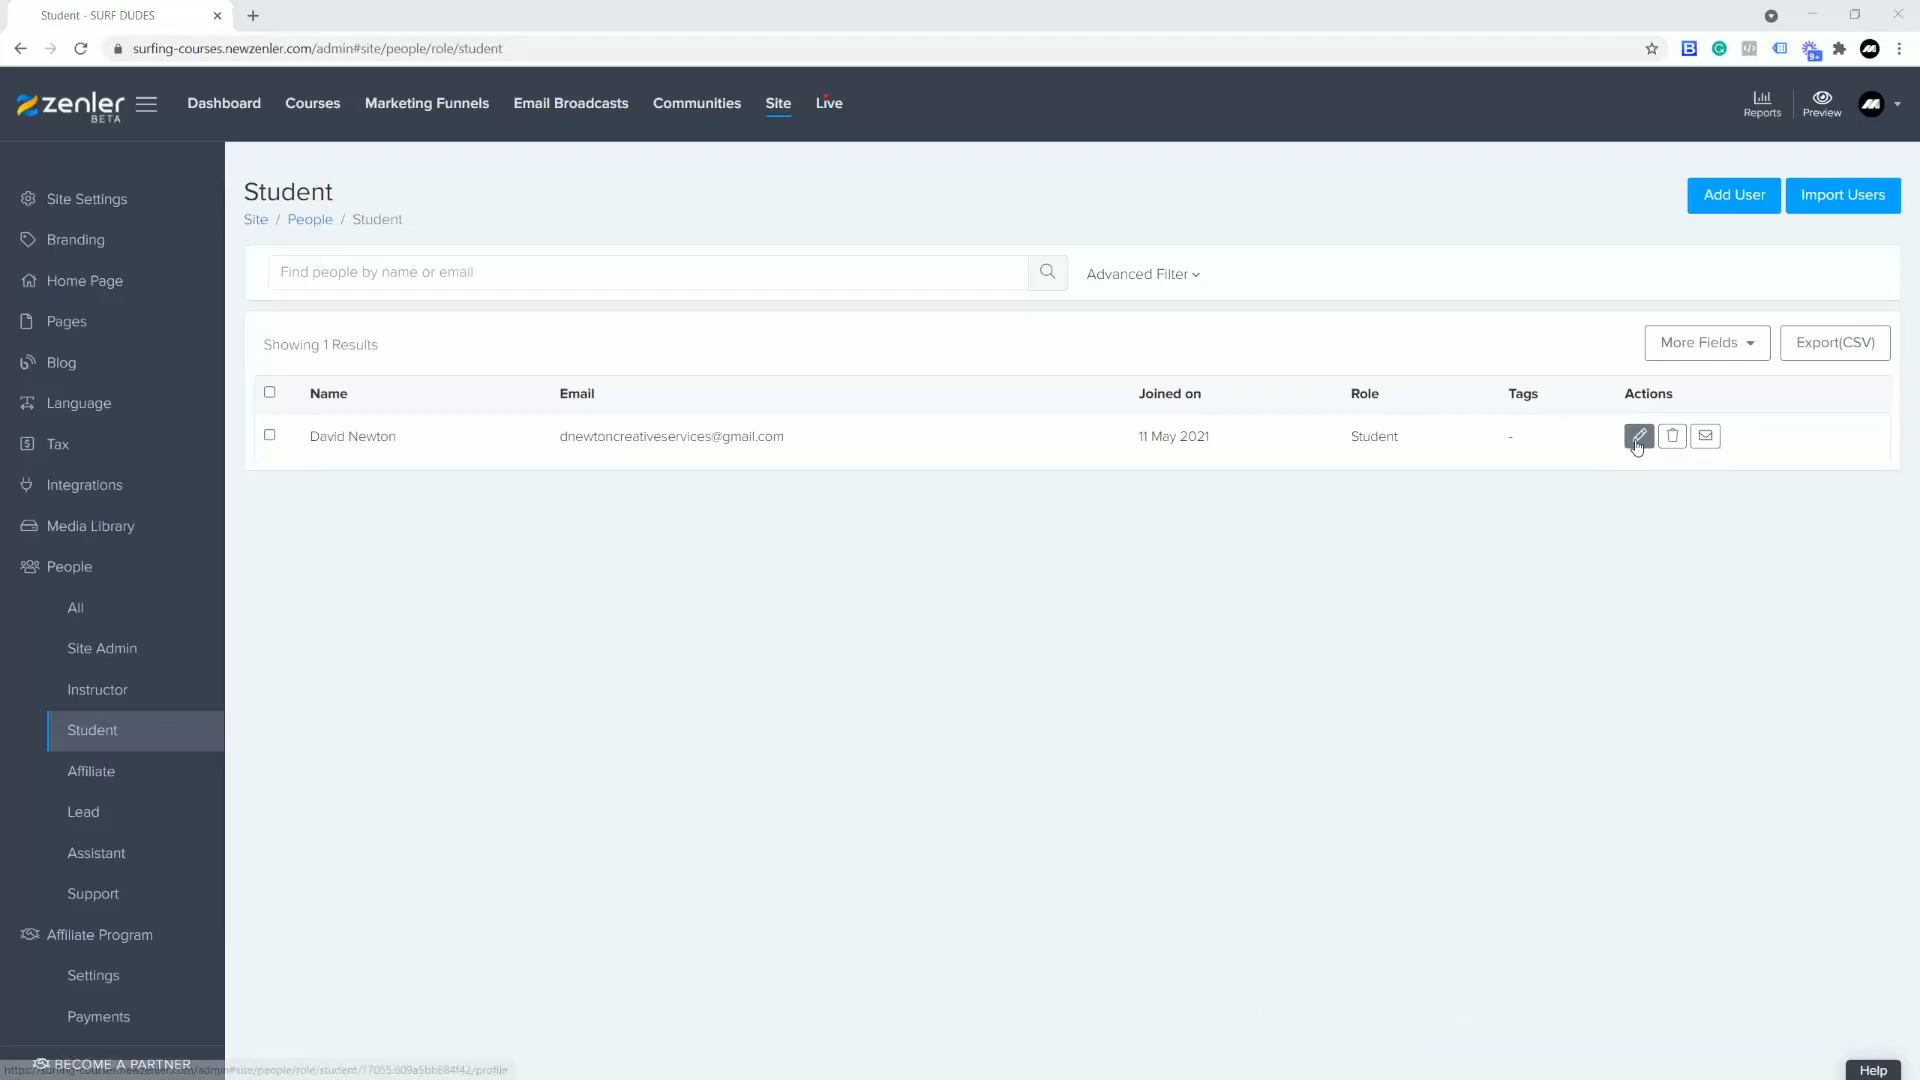 Student - SURF DUDES
surfing-courses.newzenler.com/admin#site/people/role/student
9+
zenler
BETA
Dashboard
Courses
Marketing Funnels
Email Broadcasts
Communities
Site
Live
Reports
Preview
Site Settings
Branding
Home Page
Pages
Blog
Language
Tax
Integrations
Media Library
People
All
Site Admin
Instructor
Student
Affiliate
Lead
Assistant
Support
Affiliate Program
Settings
Payments
BECOME A PARTNER
Student
Site / People / Student
Add User
Import Users
Find people by name or email
Advanced Filter
Showing 1 Results
More Fields
Export(CSV)
Name Email Joined on Role Tags Actions
David Newton dnewtoncreativeservices@gmail.com 11 May 2021 Student -
Help